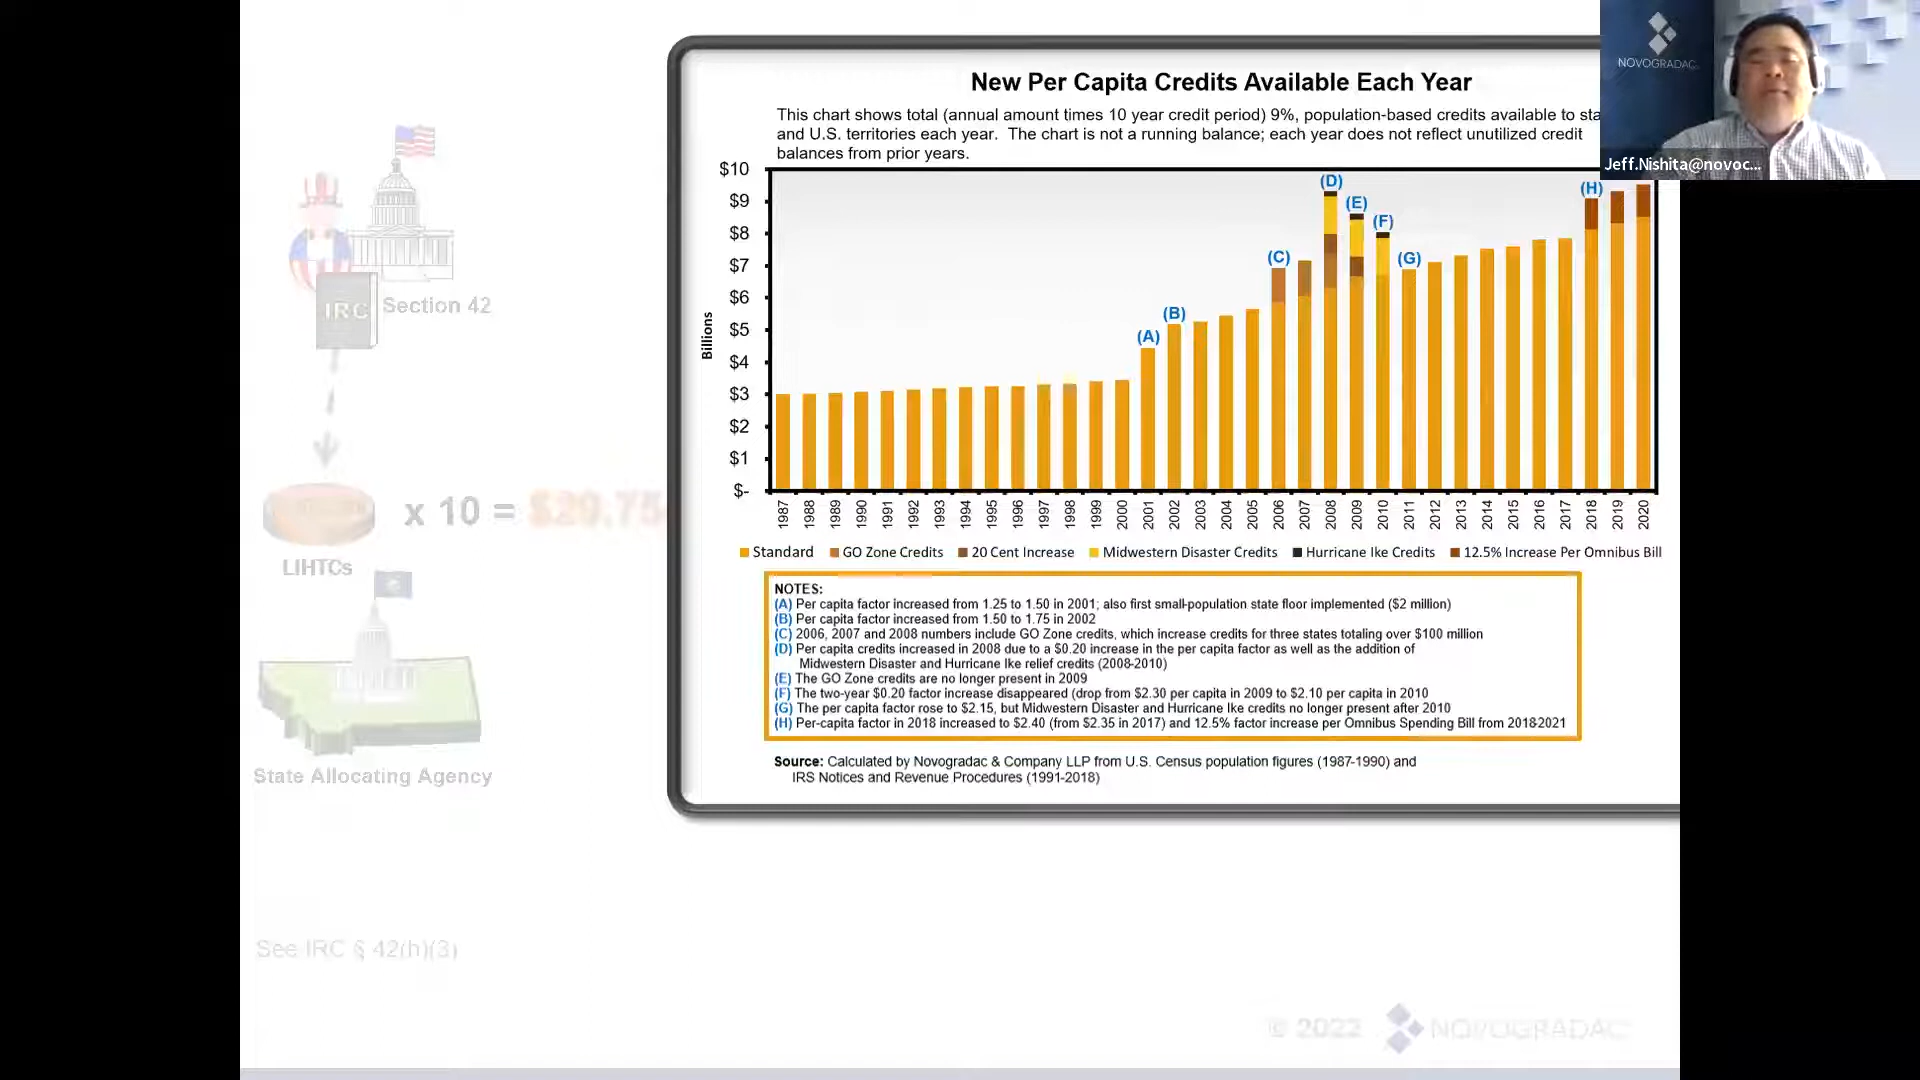 New Per Capita Credits Available Each Year
This chart shows total (annual amount times 10 year credit period) 9%, population-based credits available to sta
and U.S. territories each year. The chart is not a running balance; each year does not reflect unutilized credit
balances from prior years.
$10
$9
$8
$7
$6
$5
$4
$3
$2
$1
$-
Billions
(A)
(B)
(C)
(D)
(E)
(F)
(G)
(H)
1987 1988 1989 1990 1991 1992 1993 1994 1995 1996 1997 1998 1999 2000 2001 2002 2003 2004 2005 2006 2007 2008 2009 2010 2011 2012 2013 2014 2015 2016 2017 2018 2019 2020
Standard GO Zone Credits 20 Cent Increase Midwestern Disaster Credits Hurricane Ike Credits 12.5% Increase Per Omnibus Bill
NOTES:
(A) Per capita factor increased from 1.25 to 1.50 in 2001; also first small-population state floor implemented ($2 million)
(B) Per capita factor increased from 1.50 to 1.75 in 2002
(C) 2006, 2007 and 2008 numbers include GO Zone credits, which increase credits for three states totaling over $100 million
(D) Per capita credits increased in 2008 due to a $0.20 increase in the per capita factor as well as the addition of
Midwestern Disaster and Hurricane Ike relief credits (2008-2010)
(E) The GO Zone credits are no longer present in 2009
(F) The two-year $0.20 factor increase disappeared (drop from $2.30 per capita in 2009 to $2.10 per capita in 2010
(G) The per capita factor rose to $2.15, but Midwestern Disaster and Hurricane Ike credits no longer present after 2010
(H) Per-capita factor in 2018 increased to $2.40 (from $2.35 in 2017) and 12.5% factor increase per Omnibus Spending Bill from 2018-2021
Source: Calculated by Novogradac & Company LLP from U.S. Census population figures (1987-1990) and
IRS Notices and Revenue Procedures (1991-2018)
IRC
Section 42
x 10 = $29.75
LIHTCs
State Allocating Agency
See IRC § 42(h)(3)
© 2022 NOVOGRADAC
NOVOGRADAC
Jeff.Nishita@novoc...